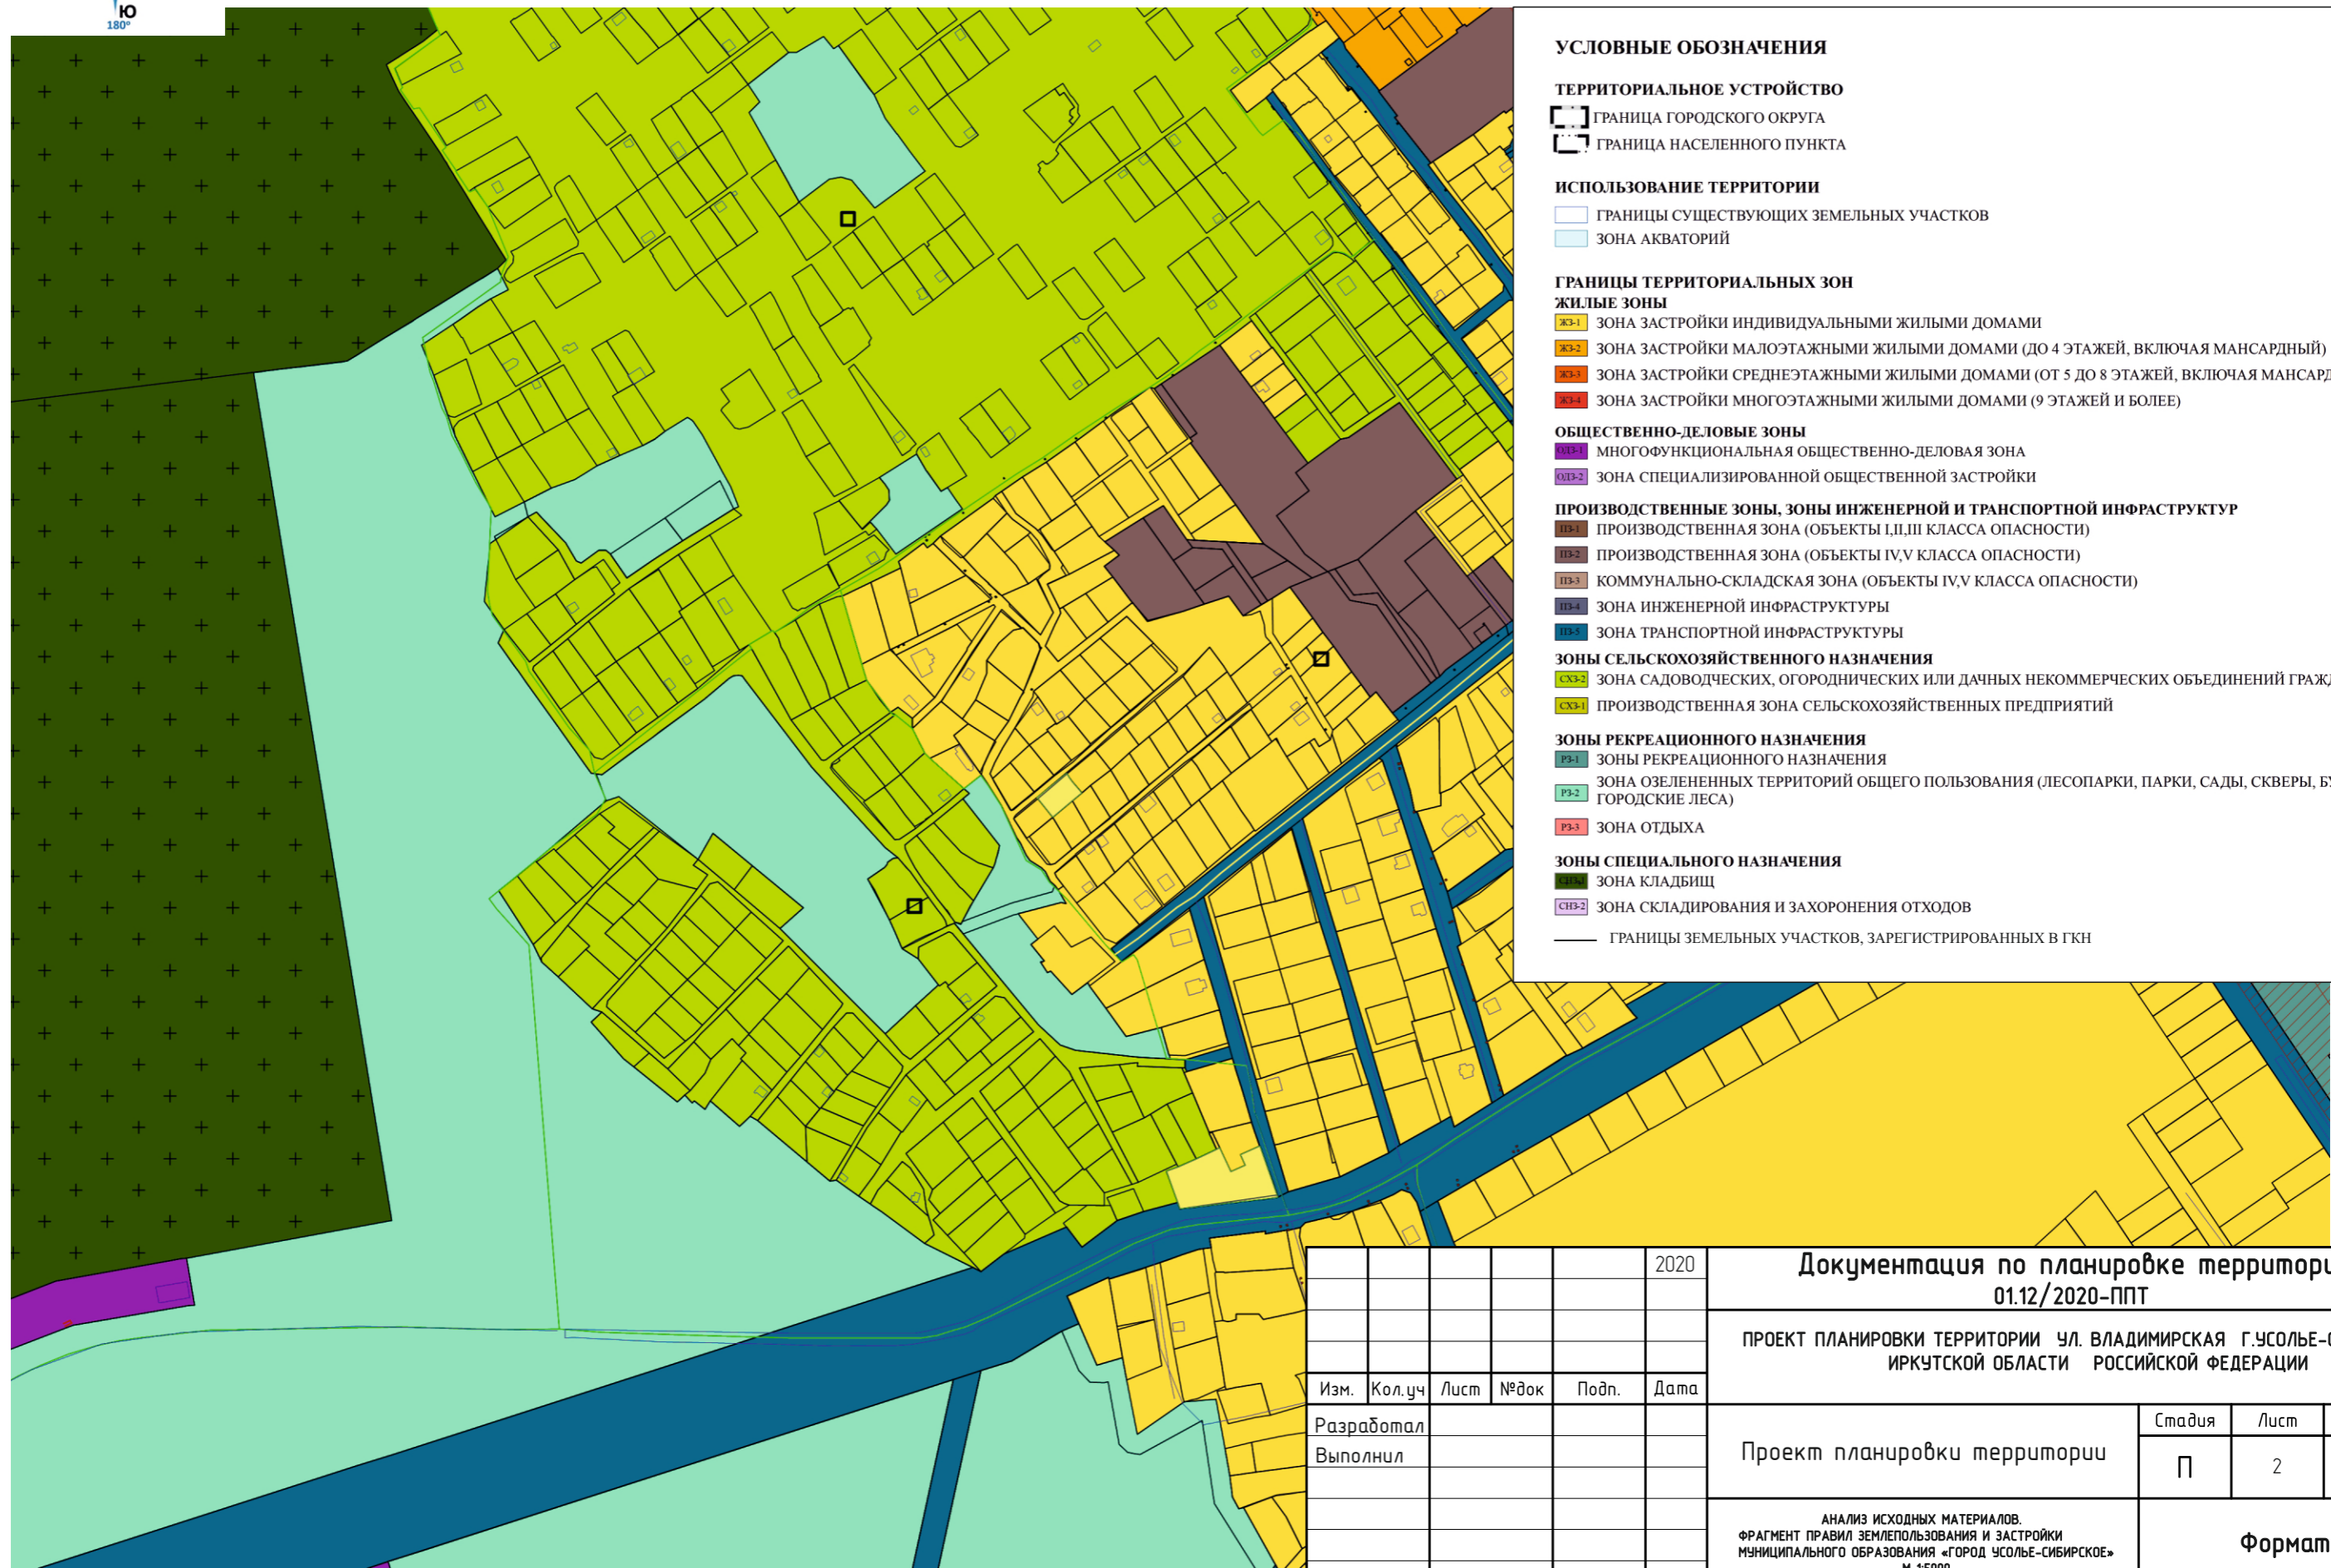 Ю
180°
УСЛОВНЫЕ ОБОЗНАЧЕНИЯ
ТЕРРИТОРИАЛЬНОЕ УСТРОЙСТВО
ГРАНИЦА ГОРОДСКОГО ОКРУГА
ГРАНИЦА НАСЕЛЕННОГО ПУНКТА
ИСПОЛЬЗОВАНИЕ ТЕРРИТОРИИ
ГРАНИЦЫ СУЩЕСТВУЮЩИХ ЗЕМЕЛЬНЫХ УЧАСТКОВ
ЗОНА АКВАТОРИЙ
ГРАНИЦЫ ТЕРРИТОРИАЛЬНЫХ ЗОН
ЖИЛЫЕ ЗОНЫ
ЖЗ-1 ЗОНА ЗАСТРОЙКИ ИНДИВИДУАЛЬНЫМИ ЖИЛЫМИ ДОМАМИ
ЖЗ-2 ЗОНА ЗАСТРОЙКИ МАЛОЭТАЖНЫМИ ЖИЛЫМИ ДОМАМИ (ДО 4 ЭТАЖЕЙ, ВКЛЮЧАЯ МАНСАРДНЫЙ)
ЖЗ-3 ЗОНА ЗАСТРОЙКИ СРЕДНЕЭТАЖНЫМИ ЖИЛЫМИ ДОМАМИ (ОТ 5 ДО 8 ЭТАЖЕЙ, ВКЛЮЧАЯ МАНСАРД
ЖЗ-4 ЗОНА ЗАСТРОЙКИ МНОГОЭТАЖНЫМИ ЖИЛЫМИ ДОМАМИ (9 ЭТАЖЕЙ И БОЛЕЕ)
ОБЩЕСТВЕННО-ДЕЛОВЫЕ ЗОНЫ
ОДЗ-1 МНОГОФУНКЦИОНАЛЬНАЯ ОБЩЕСТВЕННО-ДЕЛОВАЯ ЗОНА
ОДЗ-2 ЗОНА СПЕЦИАЛИЗИРОВАННОЙ ОБЩЕСТВЕННОЙ ЗАСТРОЙКИ
ПРОИЗВОДСТВЕННЫЕ ЗОНЫ, ЗОНЫ ИНЖЕНЕРНОЙ И ТРАНСПОРТНОЙ ИНФРАСТРУКТУР
ПЗ-1 ПРОИЗВОДСТВЕННАЯ ЗОНА (ОБЪЕКТЫ I,II,III КЛАССА ОПАСНОСТИ)
ПЗ-2 ПРОИЗВОДСТВЕННАЯ ЗОНА (ОБЪЕКТЫ IV,V КЛАССА ОПАСНОСТИ)
ПЗ-3 КОММУНАЛЬНО-СКЛАДСКАЯ ЗОНА (ОБЪЕКТЫ IV,V КЛАССА ОПАСНОСТИ)
ПЗ-4 ЗОНА ИНЖЕНЕРНОЙ ИНФРАСТРУКТУРЫ
ПЗ-5 ЗОНА ТРАНСПОРТНОЙ ИНФРАСТРУКТУРЫ
ЗОНЫ СЕЛЬСКОХОЗЯЙСТВЕННОГО НАЗНАЧЕНИЯ
СХЗ-2 ЗОНА САДОВОДЧЕСКИХ, ОГОРОДНИЧЕСКИХ ИЛИ ДАЧНЫХ НЕКОММЕРЧЕСКИХ ОБЪЕДИНЕНИЙ ГРАЖД
СХЗ-1 ПРОИЗВОДСТВЕННАЯ ЗОНА СЕЛЬСКОХОЗЯЙСТВЕННЫХ ПРЕДПРИЯТИЙ
ЗОНЫ РЕКРЕАЦИОННОГО НАЗНАЧЕНИЯ
РЗ-1 ЗОНЫ РЕКРЕАЦИОННОГО НАЗНАЧЕНИЯ
РЗ-2 ЗОНА ОЗЕЛЕНЕННЫХ ТЕРРИТОРИЙ ОБЩЕГО ПОЛЬЗОВАНИЯ (ЛЕСОПАРКИ, ПАРКИ, САДЫ, СКВЕРЫ, БУ
ГОРОДСКИЕ ЛЕСА)
РЗ-3 ЗОНА ОТДЫХА
ЗОНЫ СПЕЦИАЛЬНОГО НАЗНАЧЕНИЯ
ЗОНА КЛАДБИЩ
СНЗ-2 ЗОНА СКЛАДИРОВАНИЯ И ЗАХОРОНЕНИЯ ОТХОДОВ
ГРАНИЦЫ ЗЕМЕЛЬНЫХ УЧАСТКОВ, ЗАРЕГИСТРИРОВАННЫХ В ГКН
2020
Документация по планировке территори
01.12/2020-ППТ
ПРОЕКТ ПЛАНИРОВКИ ТЕРРИТОРИИ УЛ. ВЛАДИМИРСКАЯ Г.УСОЛЬЕ-С
ИРКУТСКОЙ ОБЛАСТИ РОССИЙСКОЙ ФЕДЕРАЦИИ
Изм. Кол.уч Лист №док Подп. Дата
Разработал
Выполнил
Проект планировки территории
Стадия Лист
П 2
АНАЛИЗ ИСХОДНЫХ МАТЕРИАЛОВ.
ФРАГМЕНТ ПРАВИЛ ЗЕМЛЕПОЛЬЗОВАНИЯ И ЗАСТРОЙКИ
МУНИЦИПАЛЬНОГО ОБРАЗОВАНИЯ «ГОРОД УСОЛЬЕ-СИБИРСКОЕ»
М 1:5000
Формат